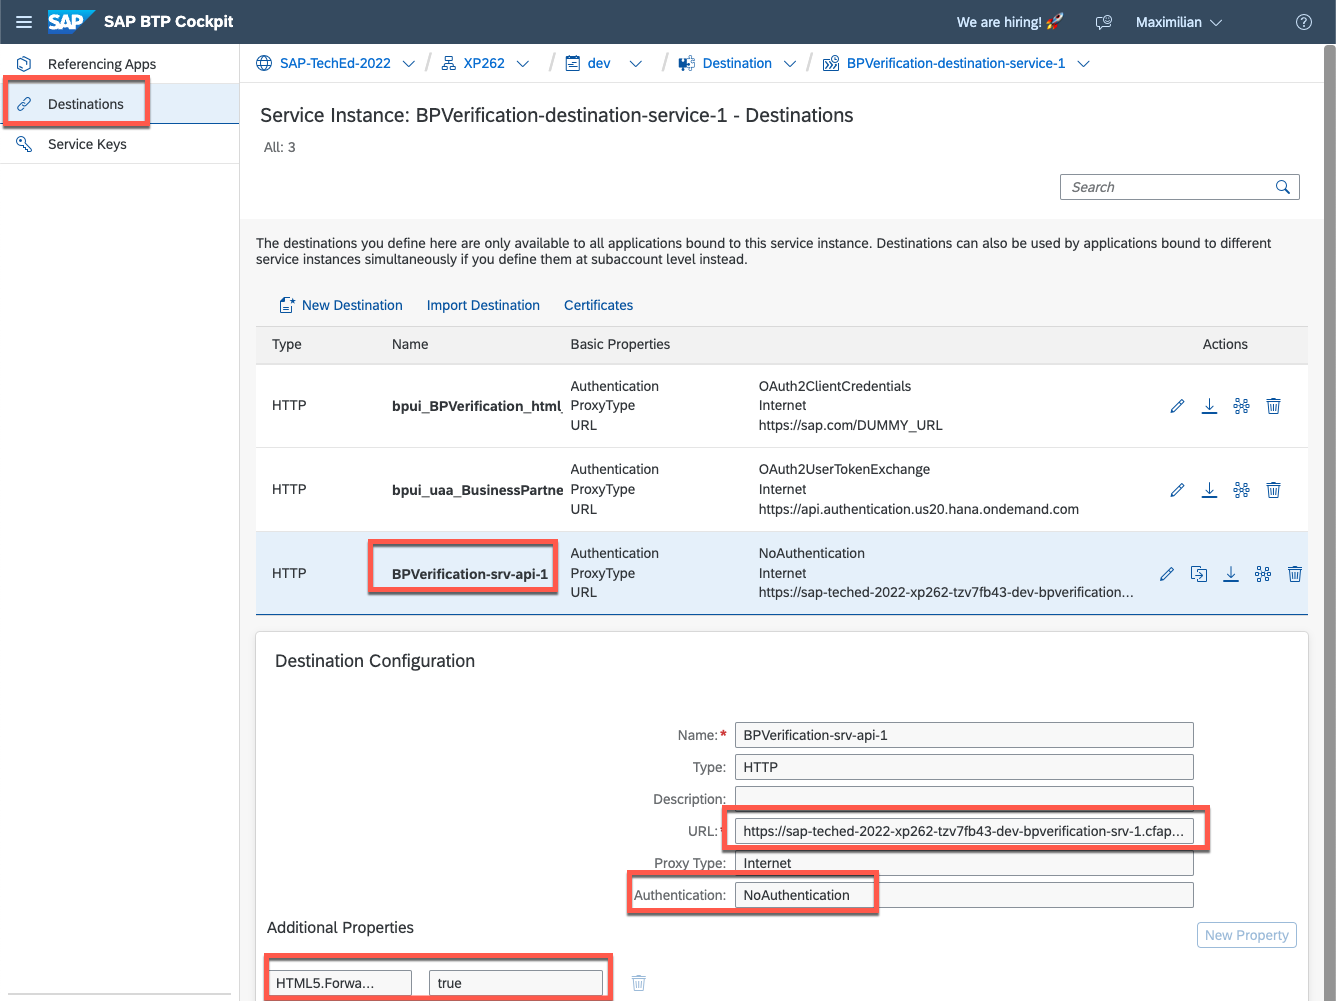 SAP SAP BTP Cockpit We are hiring! 🚀 Maximilian
Referencing Apps
Destinations
Service Keys
SAP-TechEd-2022 / XP262 / dev / Destination / BPVerification-destination-service-1
Service Instance: BPVerification-destination-service-1 - Destinations
All: 3
Search
The destinations you define here are only available to all applications bound to this service instance. Destinations can also be used by applications bound to different
service instances simultaneously if you define them at subaccount level instead.
New Destination Import Destination Certificates
Type Name Basic Properties Actions
Authentication OAuth2ClientCredentials
HTTP bpui_BPVerification_html_ ProxyType Internet
URL https://sap.com/DUMMY_URL
Authentication OAuth2UserTokenExchange
HTTP bpui_uaa_BusinessPartne ProxyType Internet
URL https://api.authentication.us20.hana.ondemand.com
Authentication NoAuthentication
HTTP BPVerification-srv-api-1 ProxyType Internet
URL https://sap-teched-2022-xp262-tzv7fb43-dev-bpverification...
Destination Configuration
Name:* BPVerification-srv-api-1
Type: HTTP
Description:
URL:* https://sap-teched-2022-xp262-tzv7fb43-dev-bpverification-srv-1.cfap...
Proxy Type: Internet
Authentication: NoAuthentication
Additional Properties
New Property
HTML5.Forwa... true